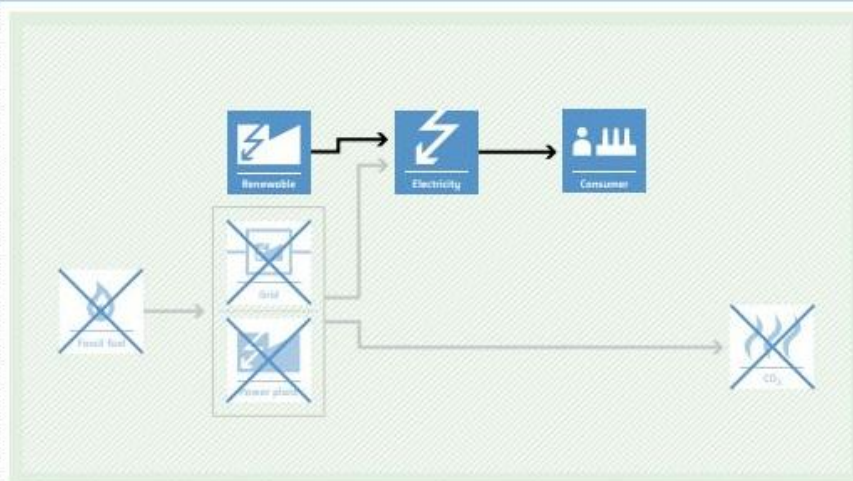 Renewable
Electricity
Consumer
Grid
Fossil fuel
Power plant
CO₂